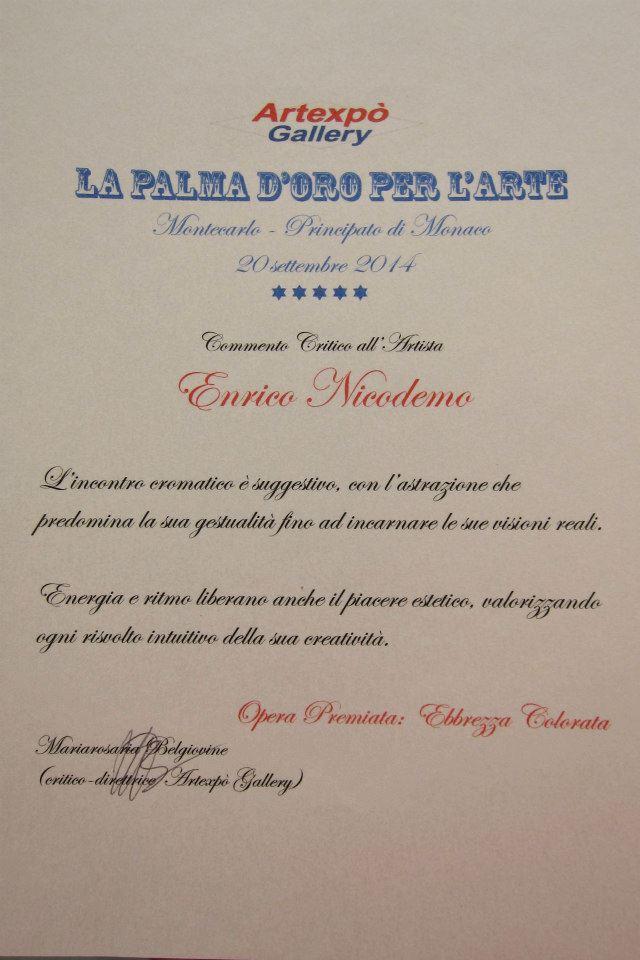 Artexpò
Gallery
LA PALMA D'ORO PER L'ARTE
Montecarlo - Principato di Monaco
20 settembre 2014
Commento Critico all'Artista
Enrico Nicodemo
L'incontro cromatico è suggestivo, con l'astrazione che
predomina la sua gestualità fino ad incarnare le sue visioni reali.
Energia e ritmo liberano anche il piacere estetico, valorizzando
ogni risvolto intuitivo della sua creatività.
Opera Premiata: Ebbrezza Colorata
Mariarosaria Belgiovine
(critico-direttrice Artexpò Gallery)